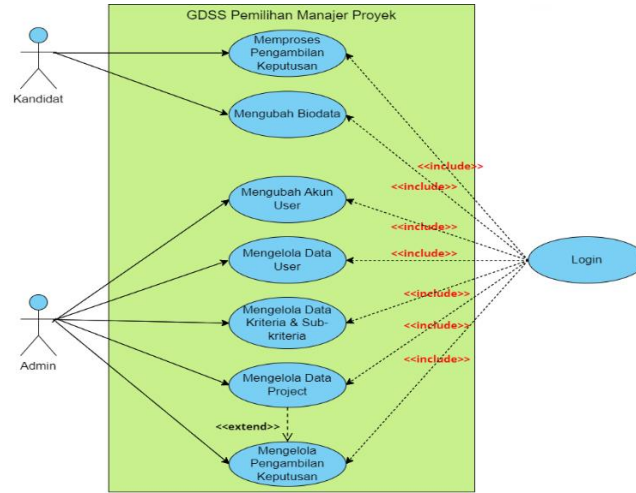 GDSS Pemilihan Manajer Proyek
Memproses
Pengambilan
Keputusan
Kandidat
Mengubah Biodata
<<include>>
<<include>>
Mengubah Akun
User
<<include>>
Mengelola Data
User
<<include>>
Login
<<include>>
Mengelola Data
Kriteria & Sub-
kriteria
<<include>>
Admin
<<include>>
Mengelola Data
Project
<<extend>>
Mengelola
Pengambilan
Keputusan